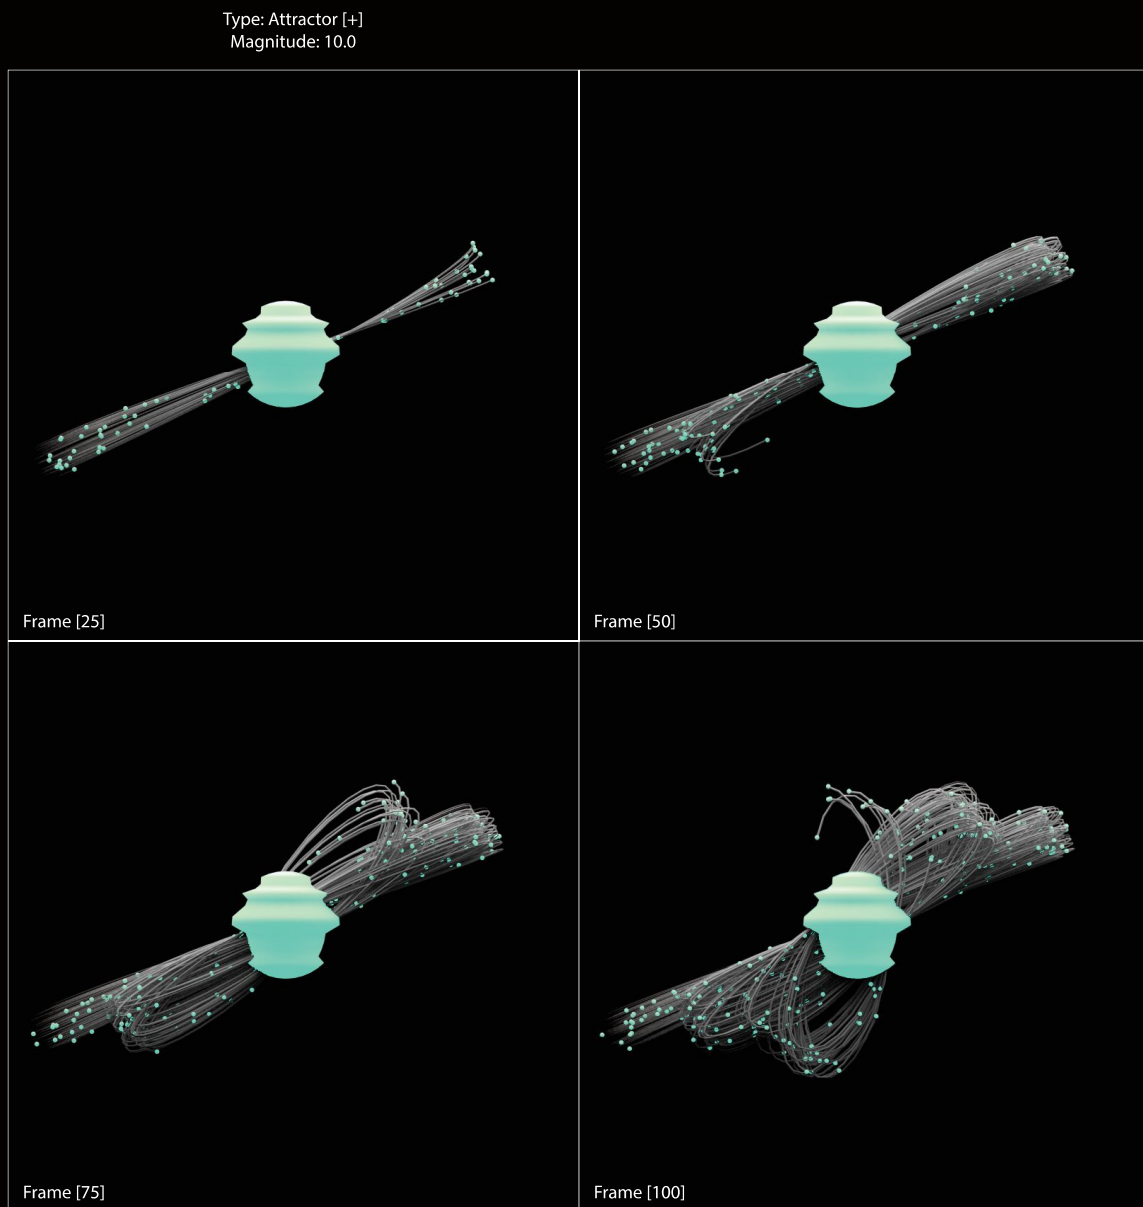 Type: Attractor [+]
Magnitude: 10.0
Frame [25]
Frame [50]
Frame [75]
Frame [100]